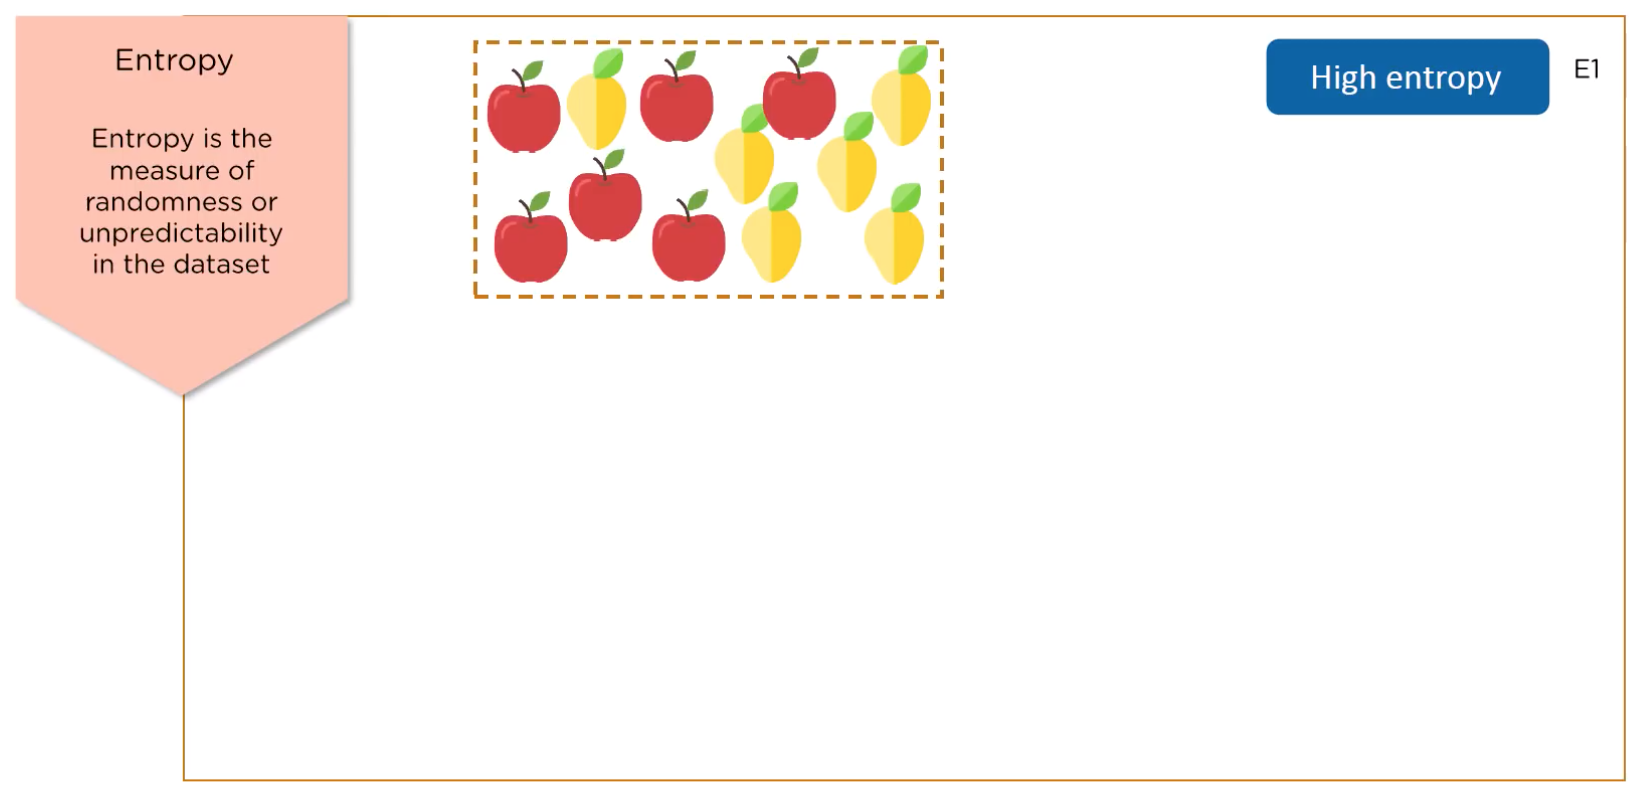 Entropy
Entropy is the
measure of
randomness or
unpredictability
in the dataset
High entropy
E1